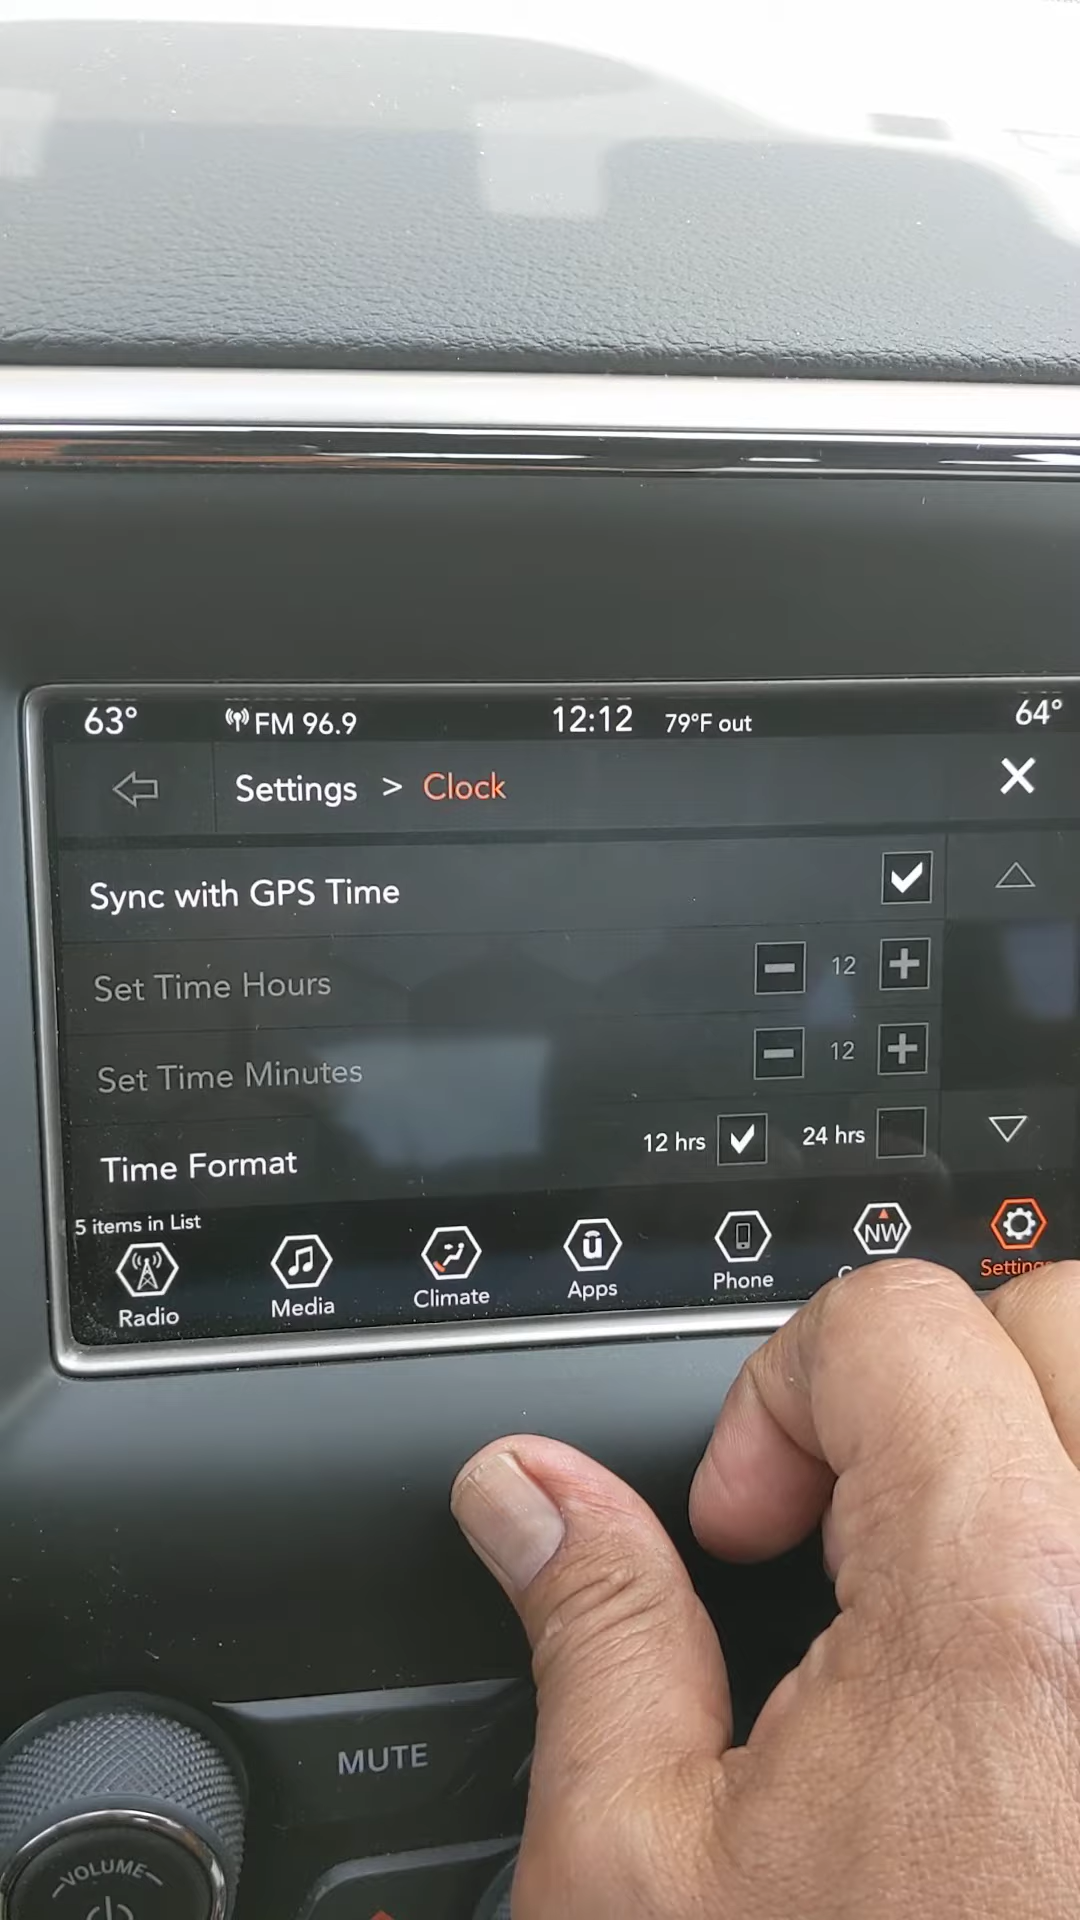 63° FM 96.9 12:12 79°F out 64°
Settings > Clock
Sync with GPS Time
Set Time Hours 12
Set Time Minutes 12
Time Format 12 hrs 24 hrs
5 items in List
Radio Media Climate Apps Phone NW Settings
MUTE
VOLUME